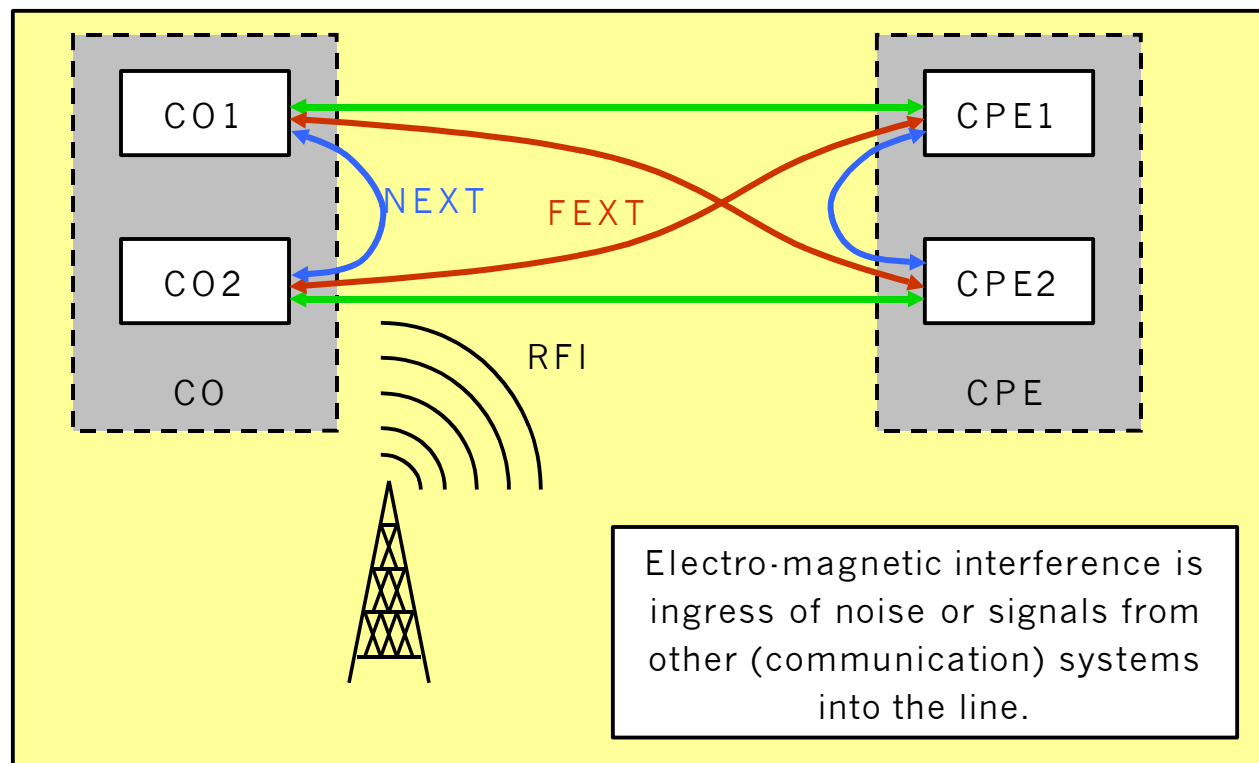 CO1
CPE1
NEXT
FEXT
CO2
CPE2
RFI
CO
CPE
Electro-magnetic interference is
ingress of noise or signals from
other (communication) systems
into the line.